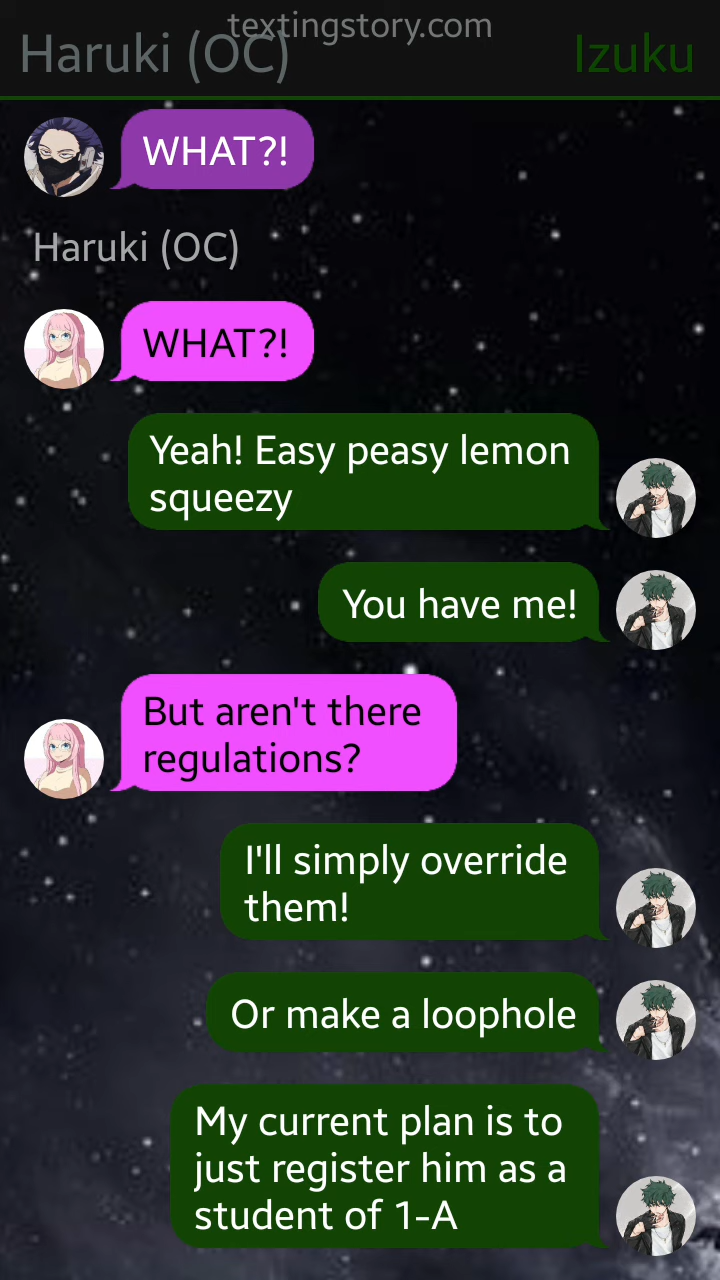 textingstory.com
Haruki (OC)
Izuku
WHAT?!
Haruki (OC)
WHAT?!
Yeah! Easy peasy lemon
squeezy
You have me!
But aren't there
regulations?
I'll simply override
them!
Or make a loophole
My current plan is to
just register him as a
student of 1-A